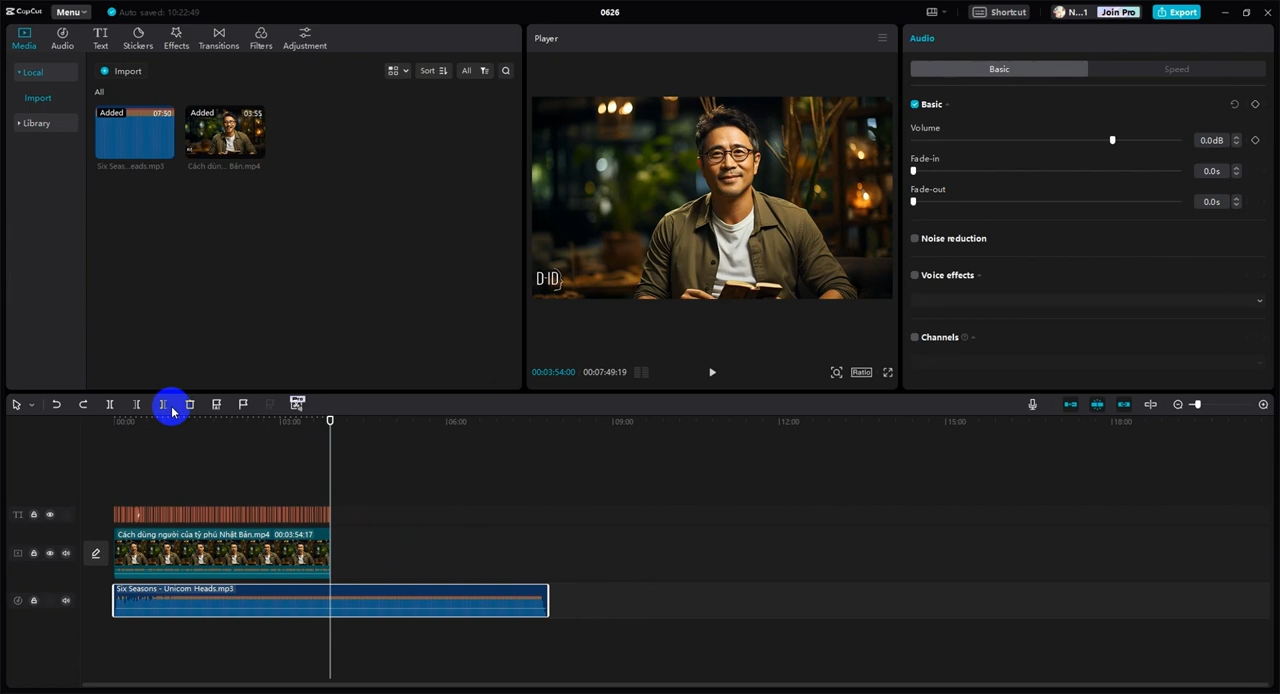 CapCut
Menu
Auto saved: 10:22:49
0626
Shortcut
N...1
Join Pro
Export
Media
Audio
TI
Text
Stickers
Effects
Transitions
Filters
Adjustment
Local
Import
Library
Import
Sort
All
All
Added
07:50
Six Seas...eads.mp3
Added
03:55
Cách dùn... Bản.mp4
Player
D-ID
00:03:54:00
00:07:49:19
Ratio
Audio
Basic
Speed
Basic
Volume
0.0dB
Fade-in
0.0s
Fade-out
0.0s
Noise reduction
Voice effects
Channels
Pro
00:00
03:00
06:00
09:00
12:00
15:00
18:00
TI
Cách dùng người của tỷ phú Nhật Bản.mp4 00:03:54:17
Six Seasons - Unicorn Heads.mp3